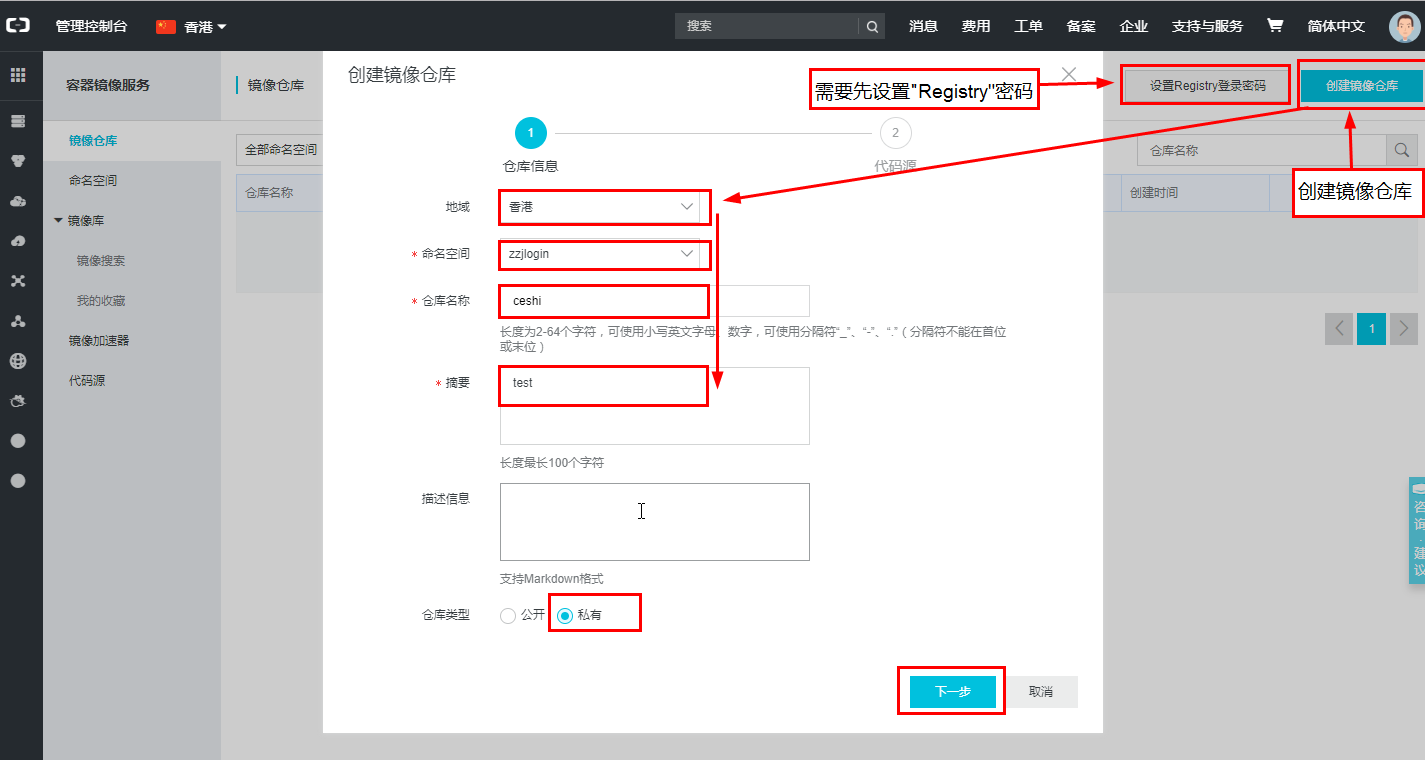 管理控制台
香港
搜索
消息
费用
工单
备案
企业
支持与服务
简体中文
容器镜像服务
镜像仓库
命名空间
镜像库
镜像搜索
我的收藏
镜像加速器
代码源
镜像仓库
全部命名空间
仓库名称
创建镜像仓库
1
仓库信息
2
代码源
地域
香港
* 命名空间
zzjlogin
* 仓库名称
ceshi
长度为2-64个字符，可使用小写英文字母、数字，可使用分隔符“_”、“-”、“.”（分隔符不能在首位
或末位）
* 摘要
test
长度最长100个字符
描述信息
支持Markdown格式
仓库类型
公开
私有
下一步
取消
需要先设置"Registry"密码
设置Registry登录密码
创建镜像仓库
仓库名称
创建时间
创建镜像仓库
1
咨
询
·
建
议